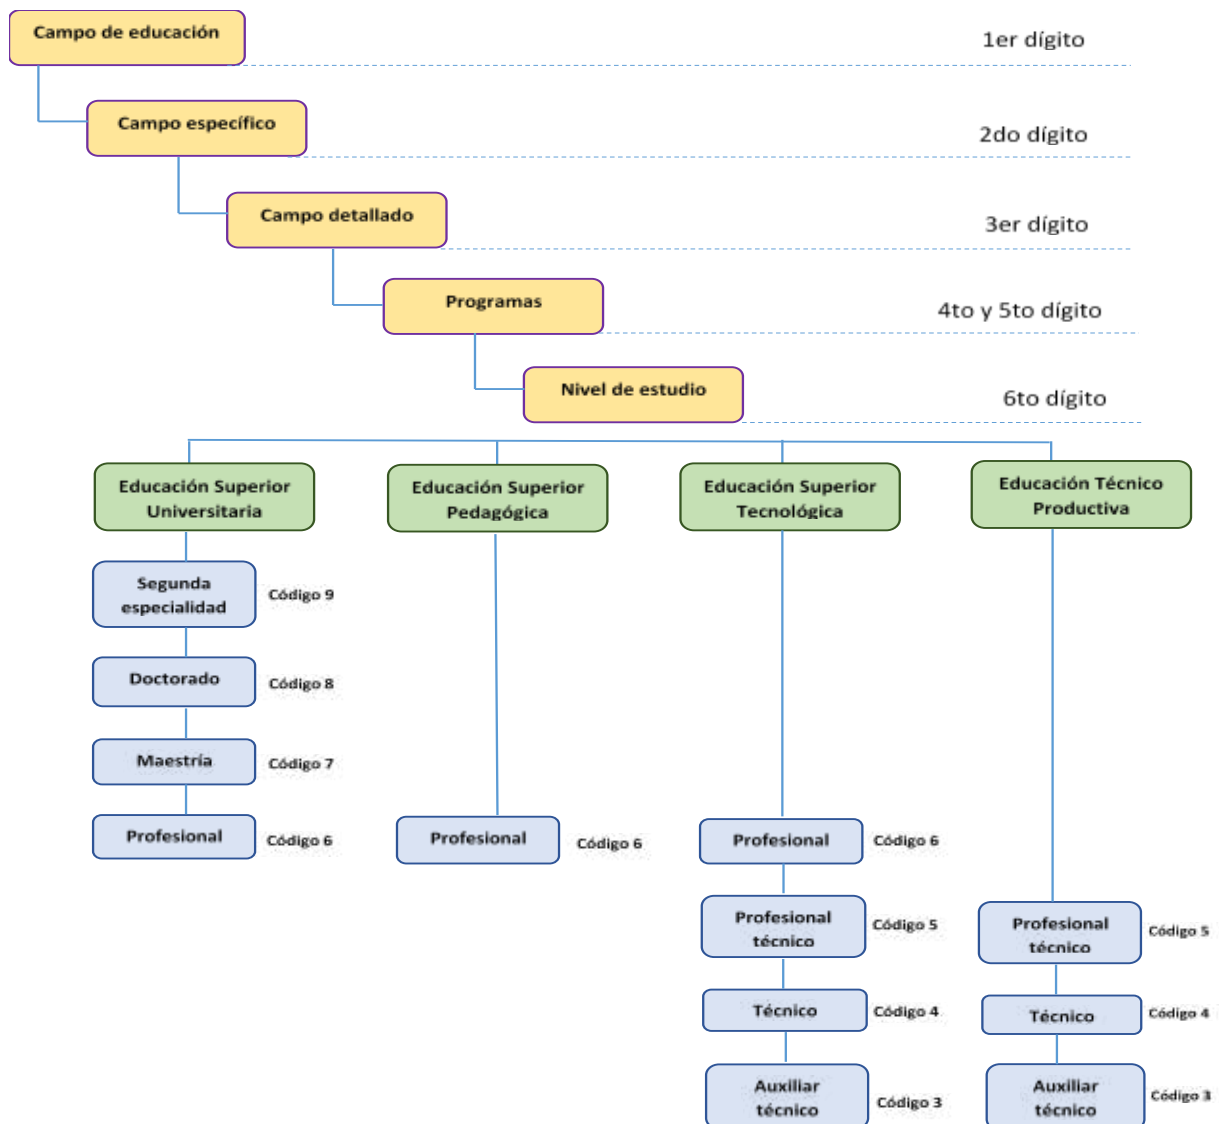 Campo de educación
1er dígito
Campo específico
2do dígito
Campo detallado
3er dígito
Programas
4to y 5to dígito
Nivel de estudio
6to dígito
Educación Superior
Universitaria
Educación Superior
Pedagógica
Educación Superior
Tecnológica
Educación Técnico
Productiva
Segunda
especialidad
Código 9
Doctorado
Código 8
Maestría
Código 7
Profesional
Código 6
Profesional
Código 6
Profesional
Código 6
Profesional
técnico
Código 5
Profesional
técnico
Código 5
Técnico
Código 4
Técnico
Código 4
Auxiliar
técnico
Código 3
Auxiliar
técnico
Código 3